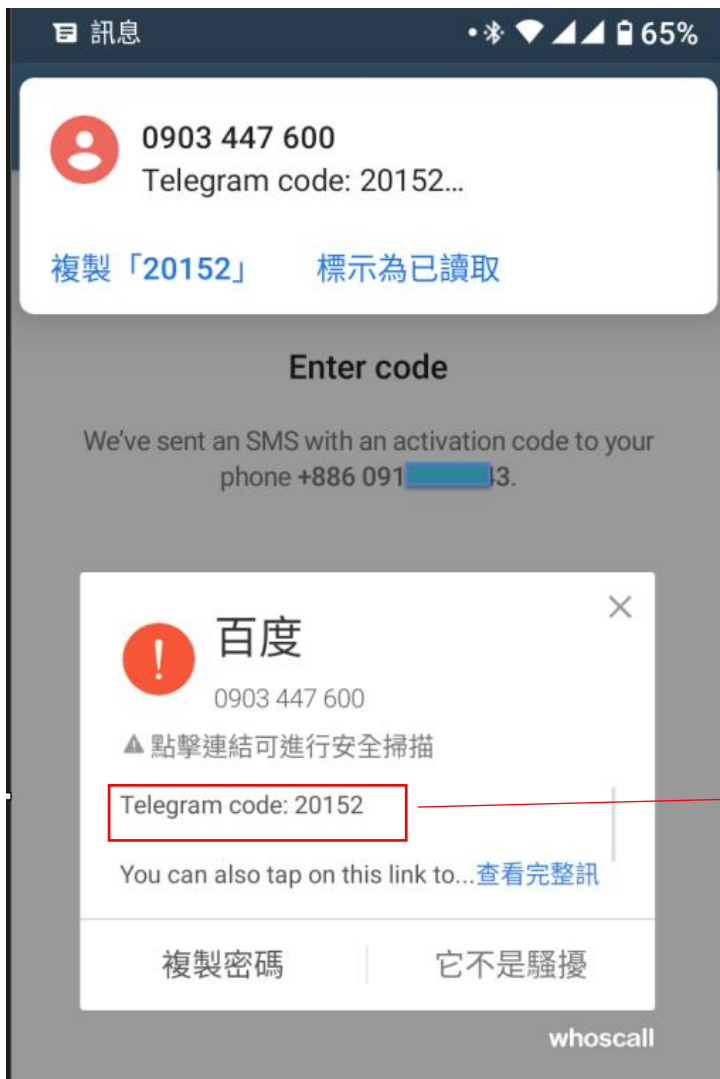 訊息 65%
0903 447 600
Telegram code: 20152...
複製「20152」 標示為已讀取
Enter code
We've sent an SMS with an activation code to your
phone +886 091 3.
百度
0903 447 600
點擊連結可進行安全掃描
Telegram code: 20152
You can also tap on this link to...查看完整訊
複製密碼 它不是騷擾
whoscall